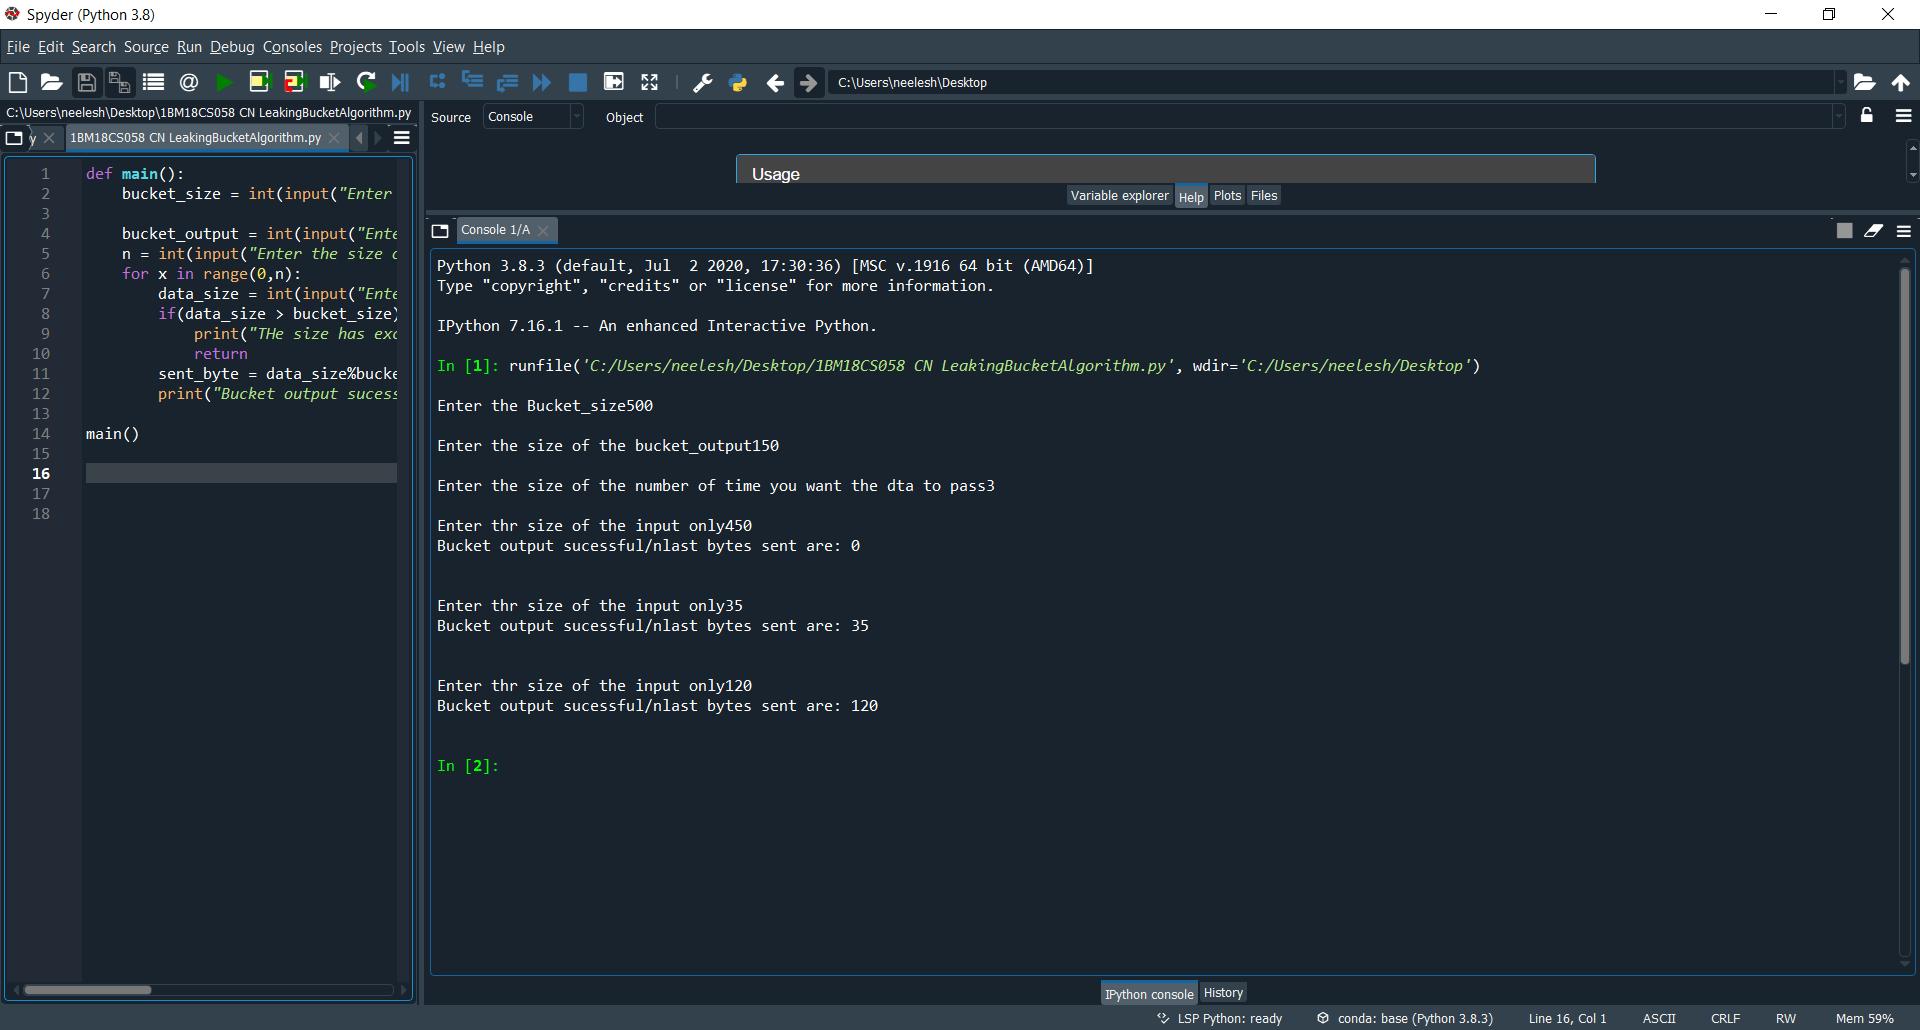 Spyder (Python 3.8)
File Edit Search Source Run Debug Consoles Projects Tools View Help
C:\Users\neelesh\Desktop
C:\Users\neelesh\Desktop\1BM18CS058 CN LeakingBucketAlgorithm.py
y 1BM18CS058 CN LeakingBucketAlgorithm.py
1 def main():
2 bucket_size = int(input("Enter
3
4 bucket_output = int(input("Ente
5 n = int(input("Enter the size o
6 for x in range(0,n):
7 data_size = int(input("Ente
8 if(data_size > bucket_size)
9 print("THe size has exc
10 return
11 sent_byte = data_size%bucke
12 print("Bucket output sucess
13
14 main()
15
16
17
18
Source Console Object
Usage
Variable explorer Help Plots Files
Console 1/A
Python 3.8.3 (default, Jul  2 2020, 17:30:36) [MSC v.1916 64 bit (AMD64)]
Type "copyright", "credits" or "license" for more information.
IPython 7.16.1 -- An enhanced Interactive Python.
In [1]: runfile('C:/Users/neelesh/Desktop/1BM18CS058 CN LeakingBucketAlgorithm.py', wdir='C:/Users/neelesh/Desktop')
Enter the Bucket_size500
Enter the size of the bucket_output150
Enter the size of the number of time you want the dta to pass3
Enter thr size of the input only450
Bucket output sucessful/nlast bytes sent are: 0
Enter thr size of the input only35
Bucket output sucessful/nlast bytes sent are: 35
Enter thr size of the input only120
Bucket output sucessful/nlast bytes sent are: 120
In [2]:
IPython console History
LSP Python: ready conda: base (Python 3.8.3) Line 16, Col 1 ASCII CRLF RW Mem 59%